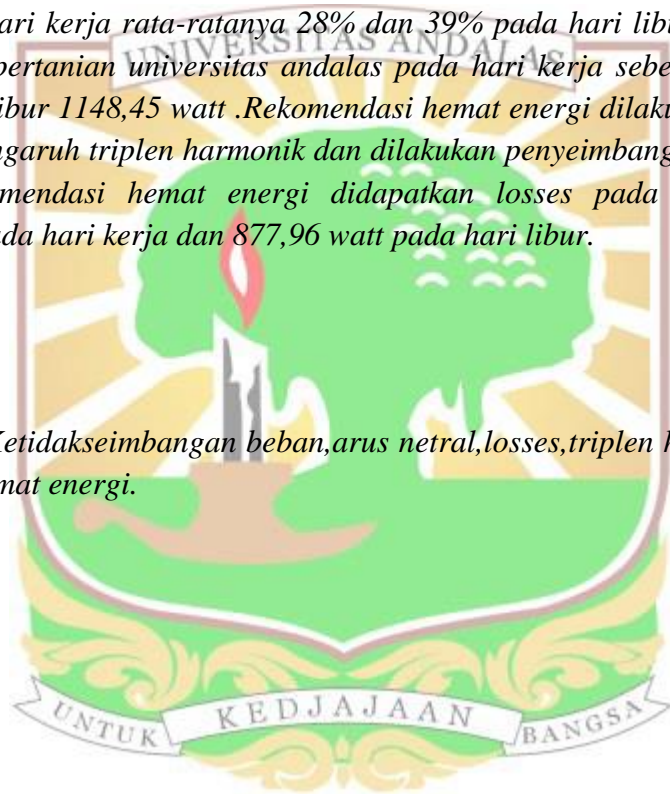 ari kerja rata-ratanya 28% dan 39% pada hari lib
UNIVERSITAS ANDALAS
pertanian universitas andalas pada hari kerja sebe
libur 1148,45 watt .Rekomendasi hemat energi dilaku
ngaruh triplen harmonik dan dilakukan penyeimbang
mendasi hemat energi didapatkan losses pada
ada hari kerja dan 877,96 watt pada hari libur.
Ketidakseimbangan beban,arus netral,losses,triplen h
mat energi.
UNTUK KEDJAJAAN BANGSA